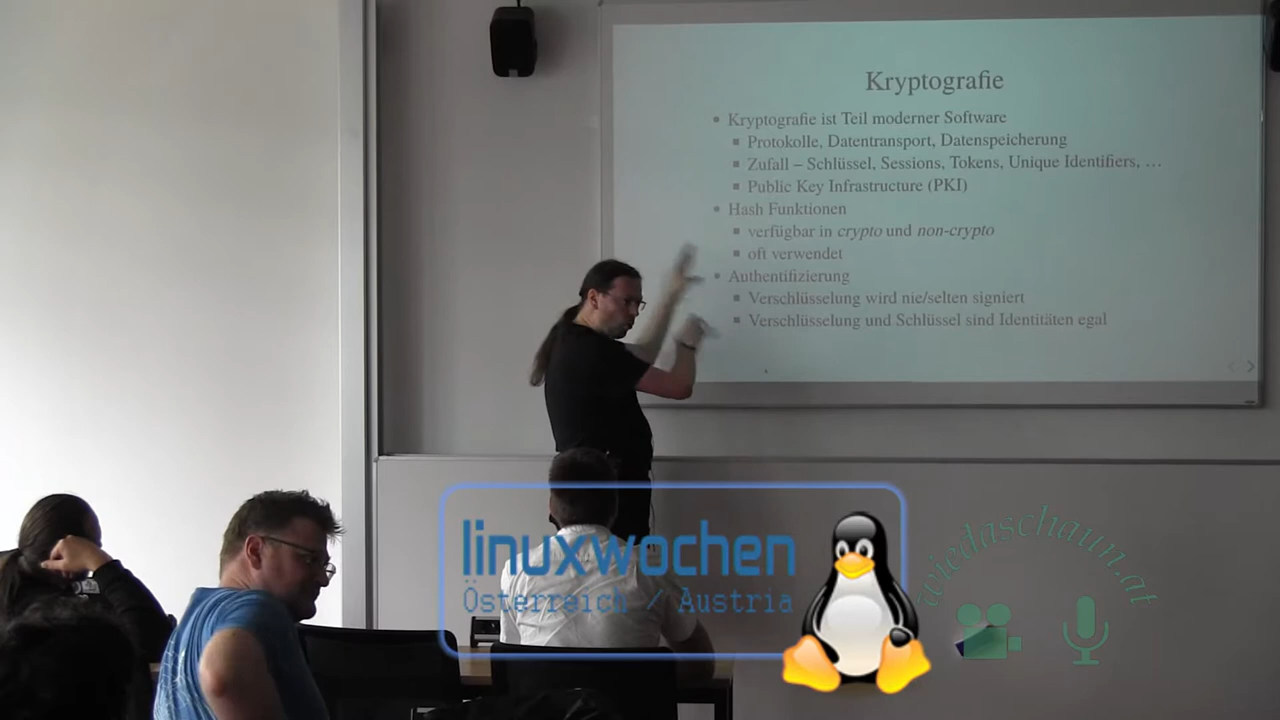 Kryptografie
• Kryptografie ist Teil moderner Software
▪ Protokolle, Datentransport, Datenspeicherung
▪ Zufall – Schlüssel, Sessions, Tokens, Unique Identifiers, …
▪ Public Key Infrastructure (PKI)
• Hash Funktionen
▪ verfügbar in crypto und non-crypto
▪ oft verwendet
• Authentifizierung
▪ Verschlüsselung wird nie/selten signiert
▪ Verschlüsselung und Schlüssel sind Identitäten egal
linuxwochen
Österreich / Austria
wiedaschaun.at